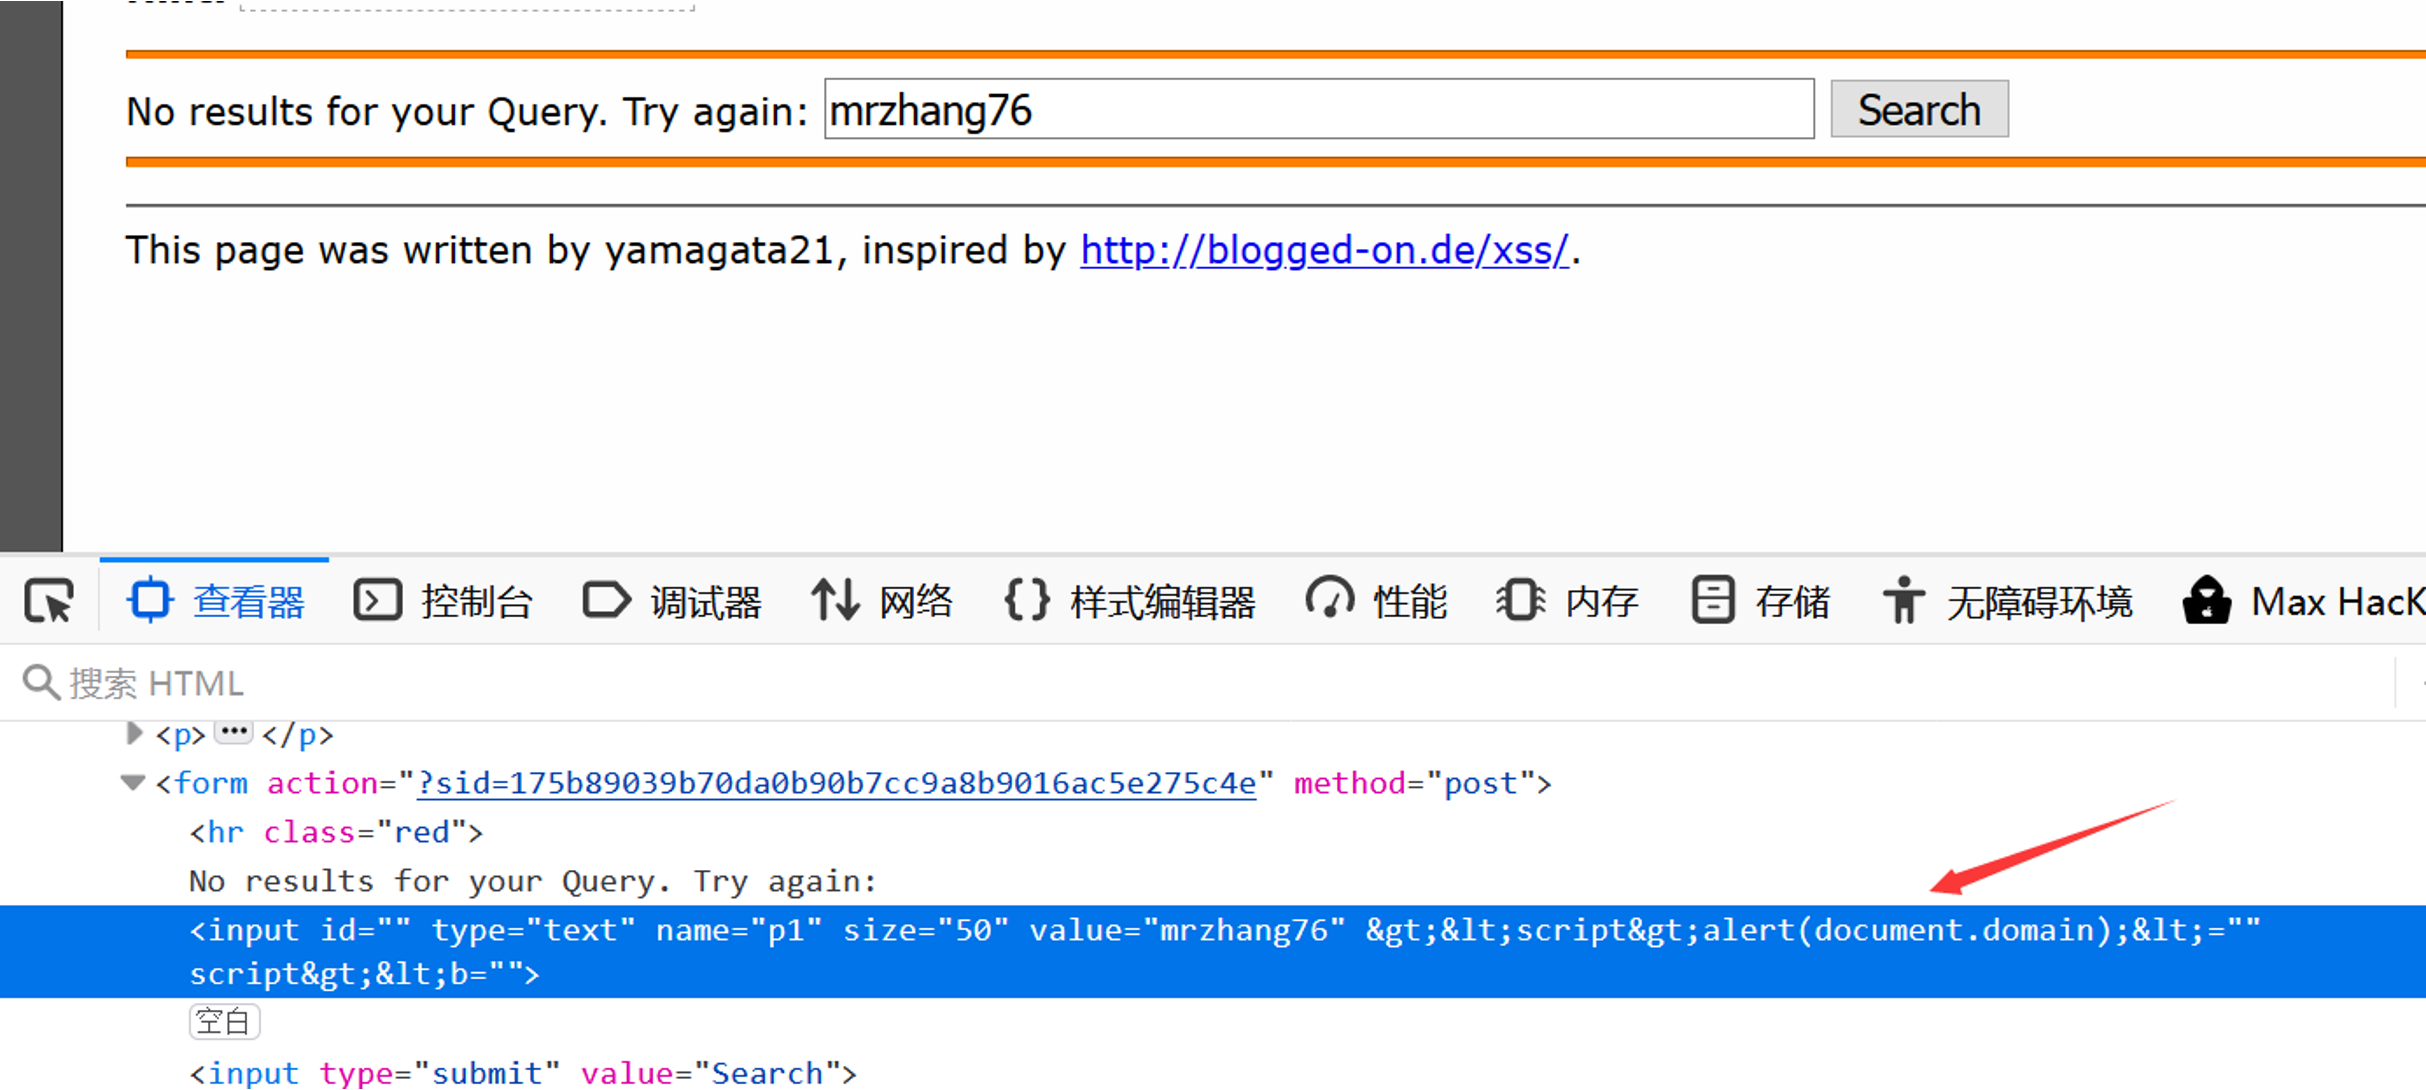 No results for your Query. Try again: mrzhang76 Search
This page was written by yamagata21, inspired by http://blogged-on.de/xss/.
查看器 控制台 调试器 网络 样式编辑器 性能 内存 存储 无障碍环境 Max HacK
搜索 HTML
<p> ••• </p>
<form action="?sid=175b89039b70da0b90b7cc9a8b9016ac5e275c4e" method="post">
<hr class="red">
No results for your Query. Try again:
<input id="" type="text" name="p1" size="50" value="mrzhang76" &gt;&lt;script&gt;alert(document.domain);&lt;=""
script&gt;&lt;b="">
空白
<input type="submit" value="Search">